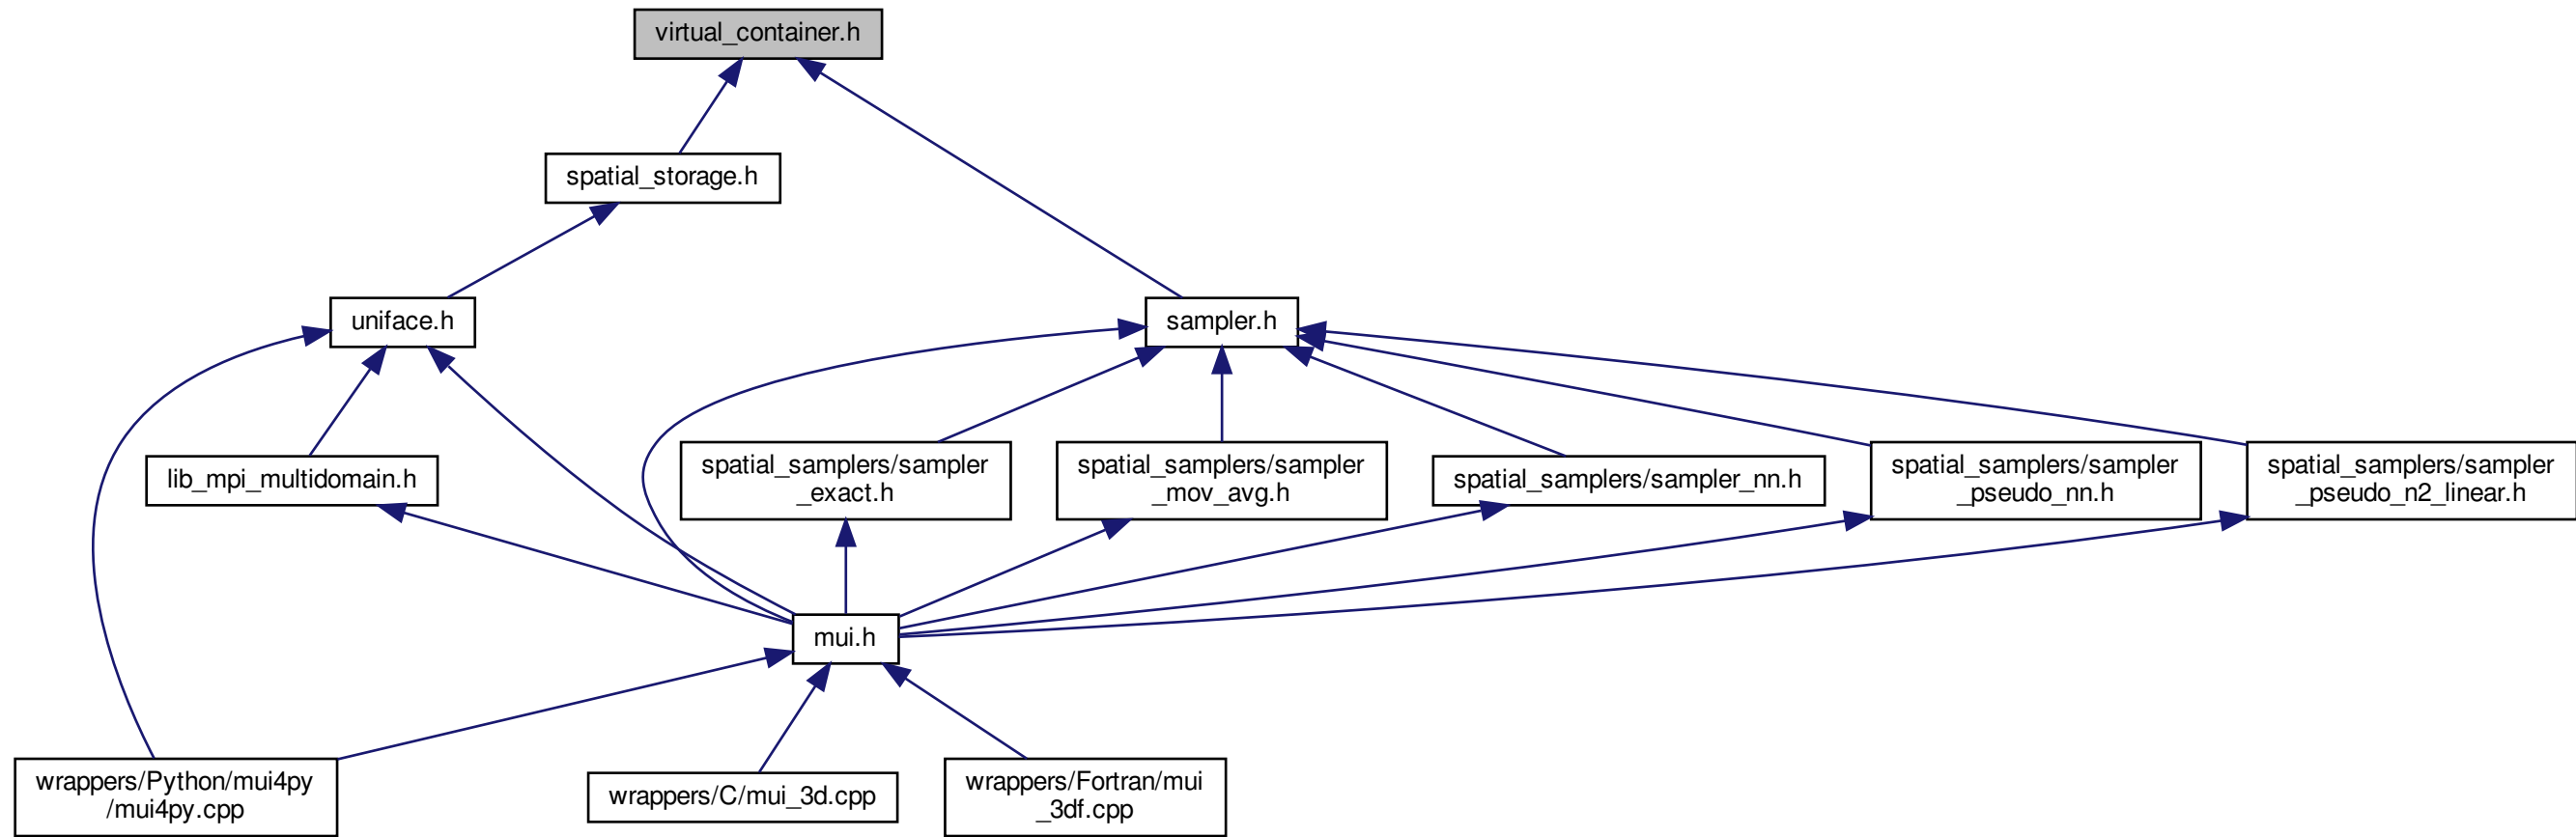 virtual_container.h
spatial_storage.h
uniface.h
sampler.h
lib_mpi_multidomain.h
spatial_samplers/sampler
_exact.h
spatial_samplers/sampler
_mov_avg.h
spatial_samplers/sampler_nn.h
spatial_samplers/sampler
_pseudo_nn.h
spatial_samplers/sampler
_pseudo_n2_linear.h
mui.h
wrappers/Python/mui4py
/mui4py.cpp
wrappers/C/mui_3d.cpp
wrappers/Fortran/mui
_3df.cpp